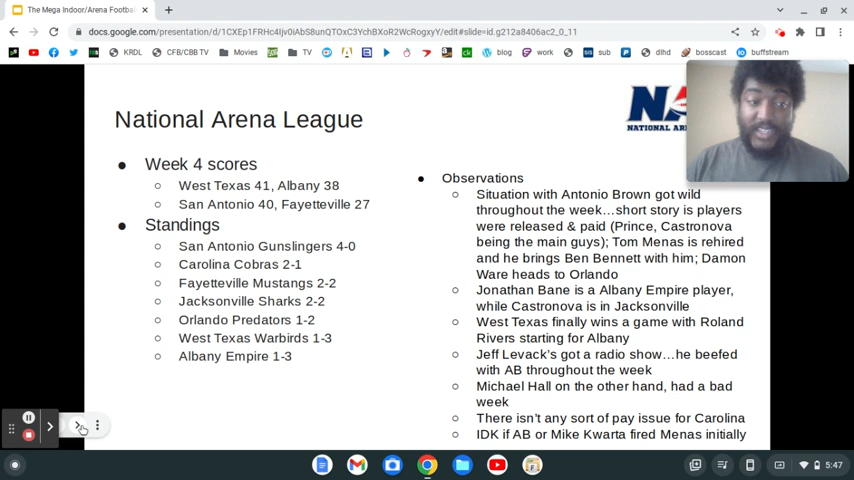 The Mega Indoor/Arena Footba
docs.google.com/presentation/d/1CXEp1FRHc4Ijv0iAbS8unQTOxC3YchBXoR2WcRogxyY/edit#slide=id.g212a8406ac2_0_11
KRDL
CFB/CBB TV
Movies
TV
blog
work
sub
dlhd
bosscast
buffstream
National Arena League
NA
NATIONAL AR
Week 4 scores
West Texas 41, Albany 38
San Antonio 40, Fayetteville 27
Standings
San Antonio Gunslingers 4-0
Carolina Cobras 2-1
Fayetteville Mustangs 2-2
Jacksonville Sharks 2-2
Orlando Predators 1-2
West Texas Warbirds 1-3
Albany Empire 1-3
Observations
Situation with Antonio Brown got wild
throughout the week…short story is players
were released & paid (Prince, Castronova
being the main guys); Tom Menas is rehired
and he brings Ben Bennett with him; Damon
Ware heads to Orlando
Jonathan Bane is a Albany Empire player,
while Castronova is in Jacksonville
West Texas finally wins a game with Roland
Rivers starting for Albany
Jeff Levack's got a radio show…he beefed
with AB throughout the week
Michael Hall on the other hand, had a bad
week
There isn't any sort of pay issue for Carolina
IDK if AB or Mike Kwarta fired Menas initially
5:47